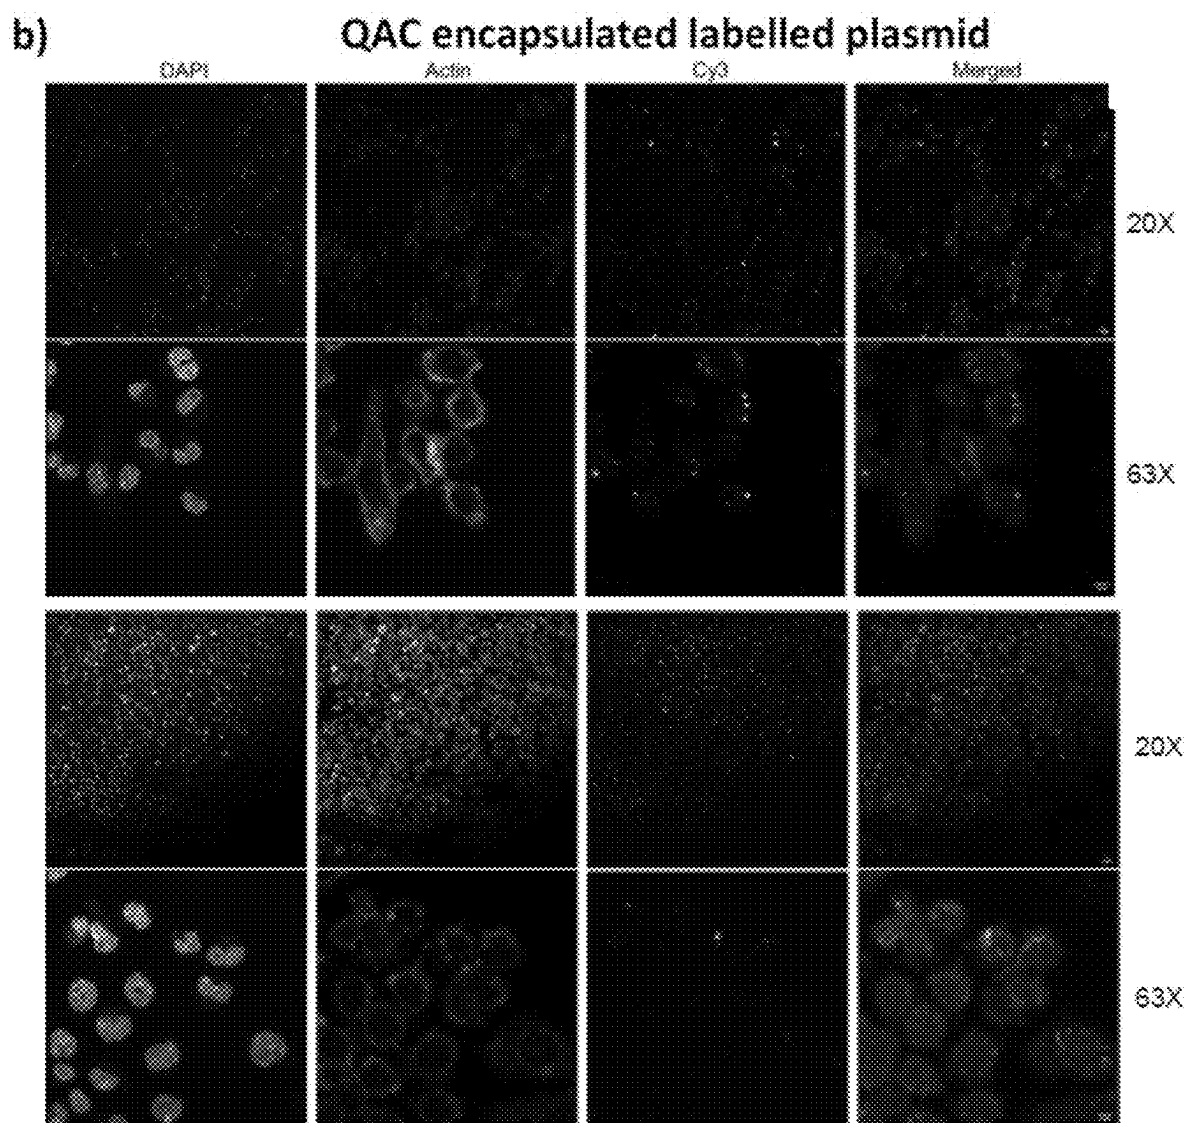 b) QAC encapsulated labelled plasmid
DAPI Actin Cy3 Merged
20X
63X
20X
63X